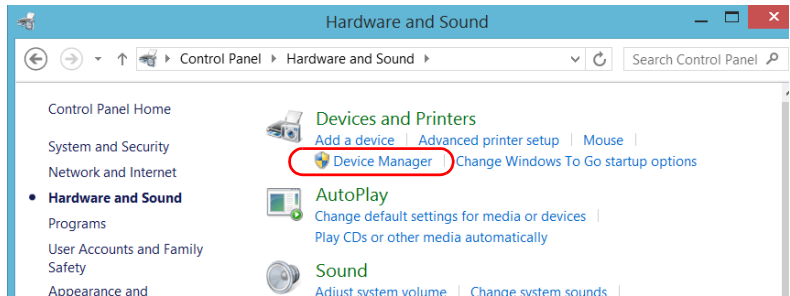 Hardware and Sound
Control Panel Hardware and Sound
Search Control Panel
Control Panel Home
System and Security
Network and Internet
Hardware and Sound
Programs
User Accounts and Family
Safety
Appearance and
Devices and Printers
Add a device Advanced printer setup Mouse
Device Manager Change Windows To Go startup options
AutoPlay
Change default settings for media or devices
Play CDs or other media automatically
Sound
Adjust system volume Change system sounds